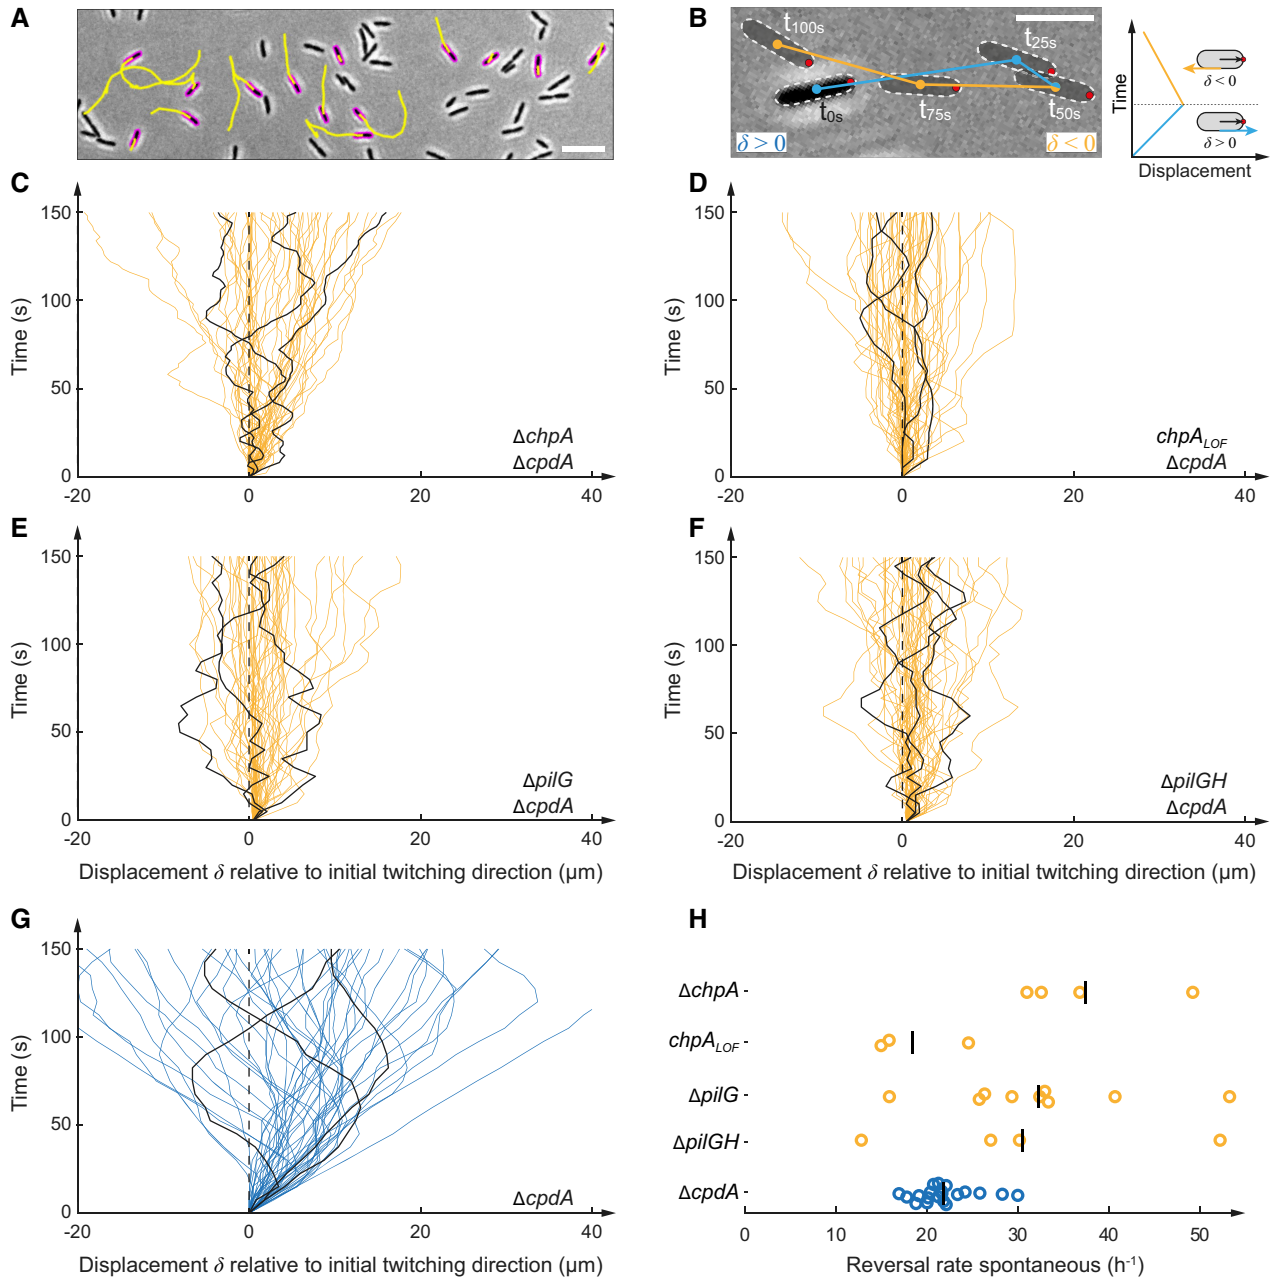 A
B
t100s
t25s
t0s
t75s
t50s
δ > 0
δ < 0
Time
δ < 0
δ > 0
Displacement
C
150
100
50
0
Time (s)
-20
0
20
40
ΔchpA
ΔcpdA
D
150
100
50
0
Time (s)
-20
0
20
40
chpALOF
ΔcpdA
E
150
100
50
0
Time (s)
-20
0
20
40
ΔpilG
ΔcpdA
Displacement δ relative to initial twitching direction (µm)
F
150
100
50
0
Time (s)
-20
0
20
40
ΔpilGH
ΔcpdA
Displacement δ relative to initial twitching direction (µm)
G
150
100
50
0
Time (s)
-20
0
20
40
ΔcpdA
Displacement δ relative to initial twitching direction (µm)
H
ΔchpA
chpALOF
ΔpilG
ΔpilGH
ΔcpdA
0
10
20
30
40
50
Reversal rate spontaneous (h-1)